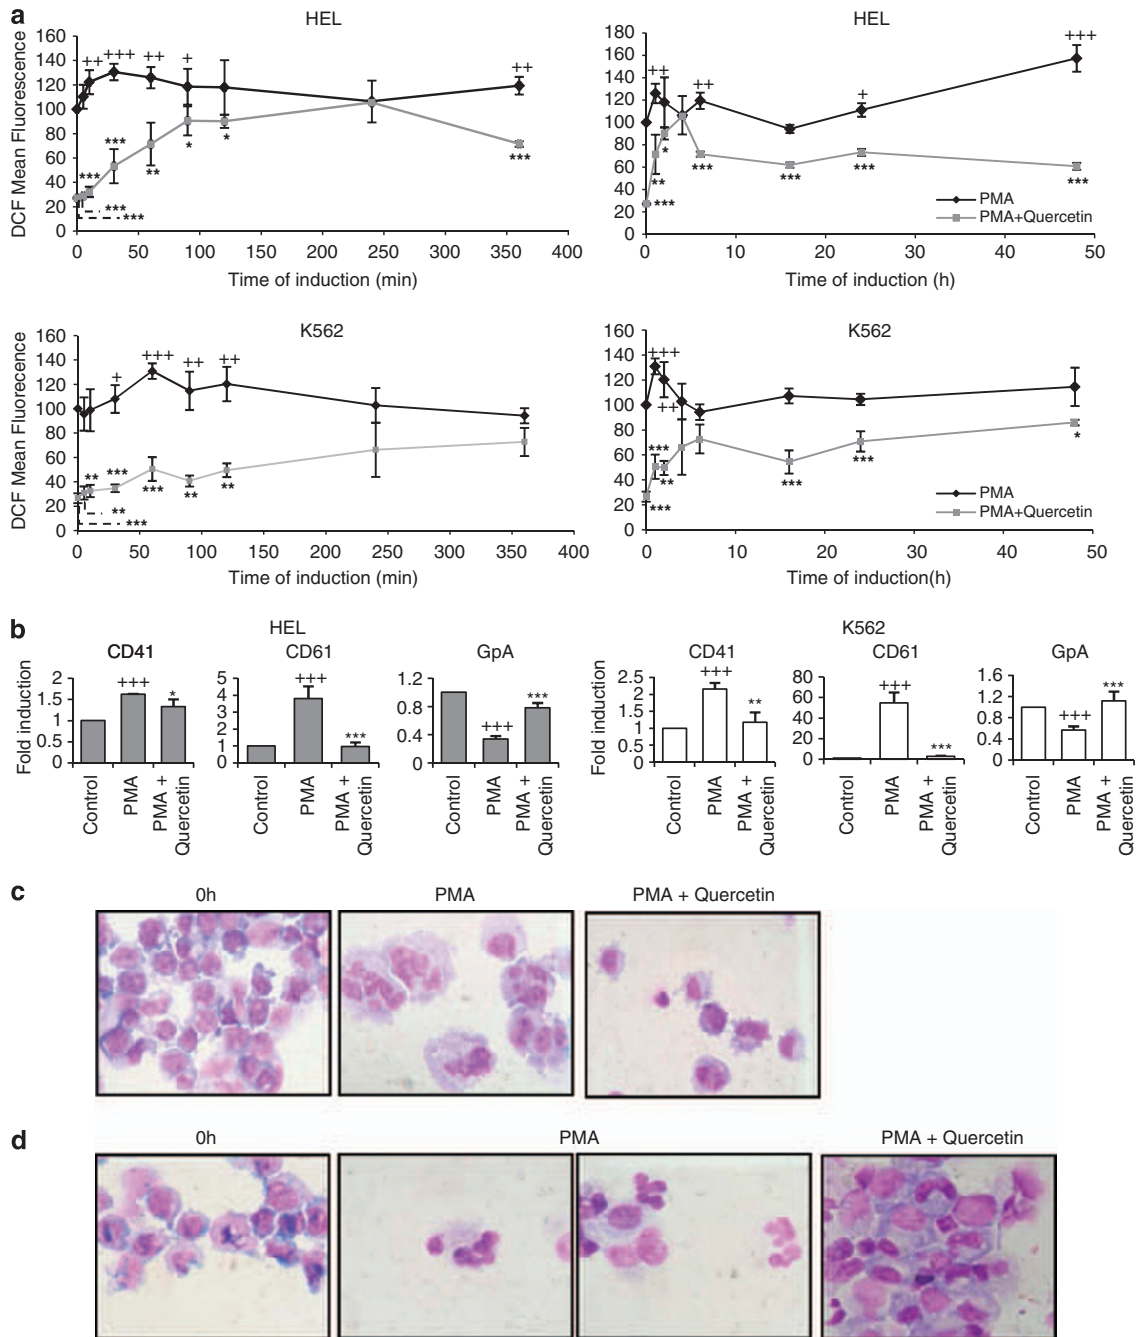 a
HEL
DCF Mean Fluorescence
160
140
120
100
80
60
40
20
0
++ +++ ++ + ++
*** *** ** * * ***
*** ***
0 50 100 150 200 250 300 350 400
Time of induction (min)
HEL
180
160
140
120
100
80
60
40
20
0
++ ++ + +++
* ** *** *** *** *** ***
PMA
PMA+Quercetin
0 10 20 30 40 50
Time of induction (h)
K562
DCF Mean Fluorecence
160
140
120
100
80
60
40
20
0
+ +++ ++ ++
** *** *** ** **
** ***
0 50 100 150 200 250 300 350 400
Time of induction (min)
K562
160
140
120
100
80
60
40
20
0
+++
++
*** ** *** *** *** *
PMA
PMA+Quercetin
0 10 20 30 40 50
Time of induction(h)
b
HEL
K562
Fold induction
CD41
2
1.5
1
0.5
0
+++ *
Control
PMA
PMA +
Quercetin
CD61
6
5
4
3
2
1
0
+++ ***
Control
PMA
PMA +
Quercetin
GpA
1.2
0.8
0.4
0
+++ ***
Control
PMA
PMA +
Quercetin
Fold induction
CD41
2.5
2
1.5
1
0.5
0
+++ **
Control
PMA
PMA +
Quercetin
CD61
80
60
40
20
0
+++ ***
Control
PMA
PMA +
Quercetin
GpA
1.6
1.2
0.8
0.4
0
+++ ***
Control
PMA
PMA +
Quercetin
c
0h
PMA
PMA + Quercetin
d
0h
PMA
PMA + Quercetin